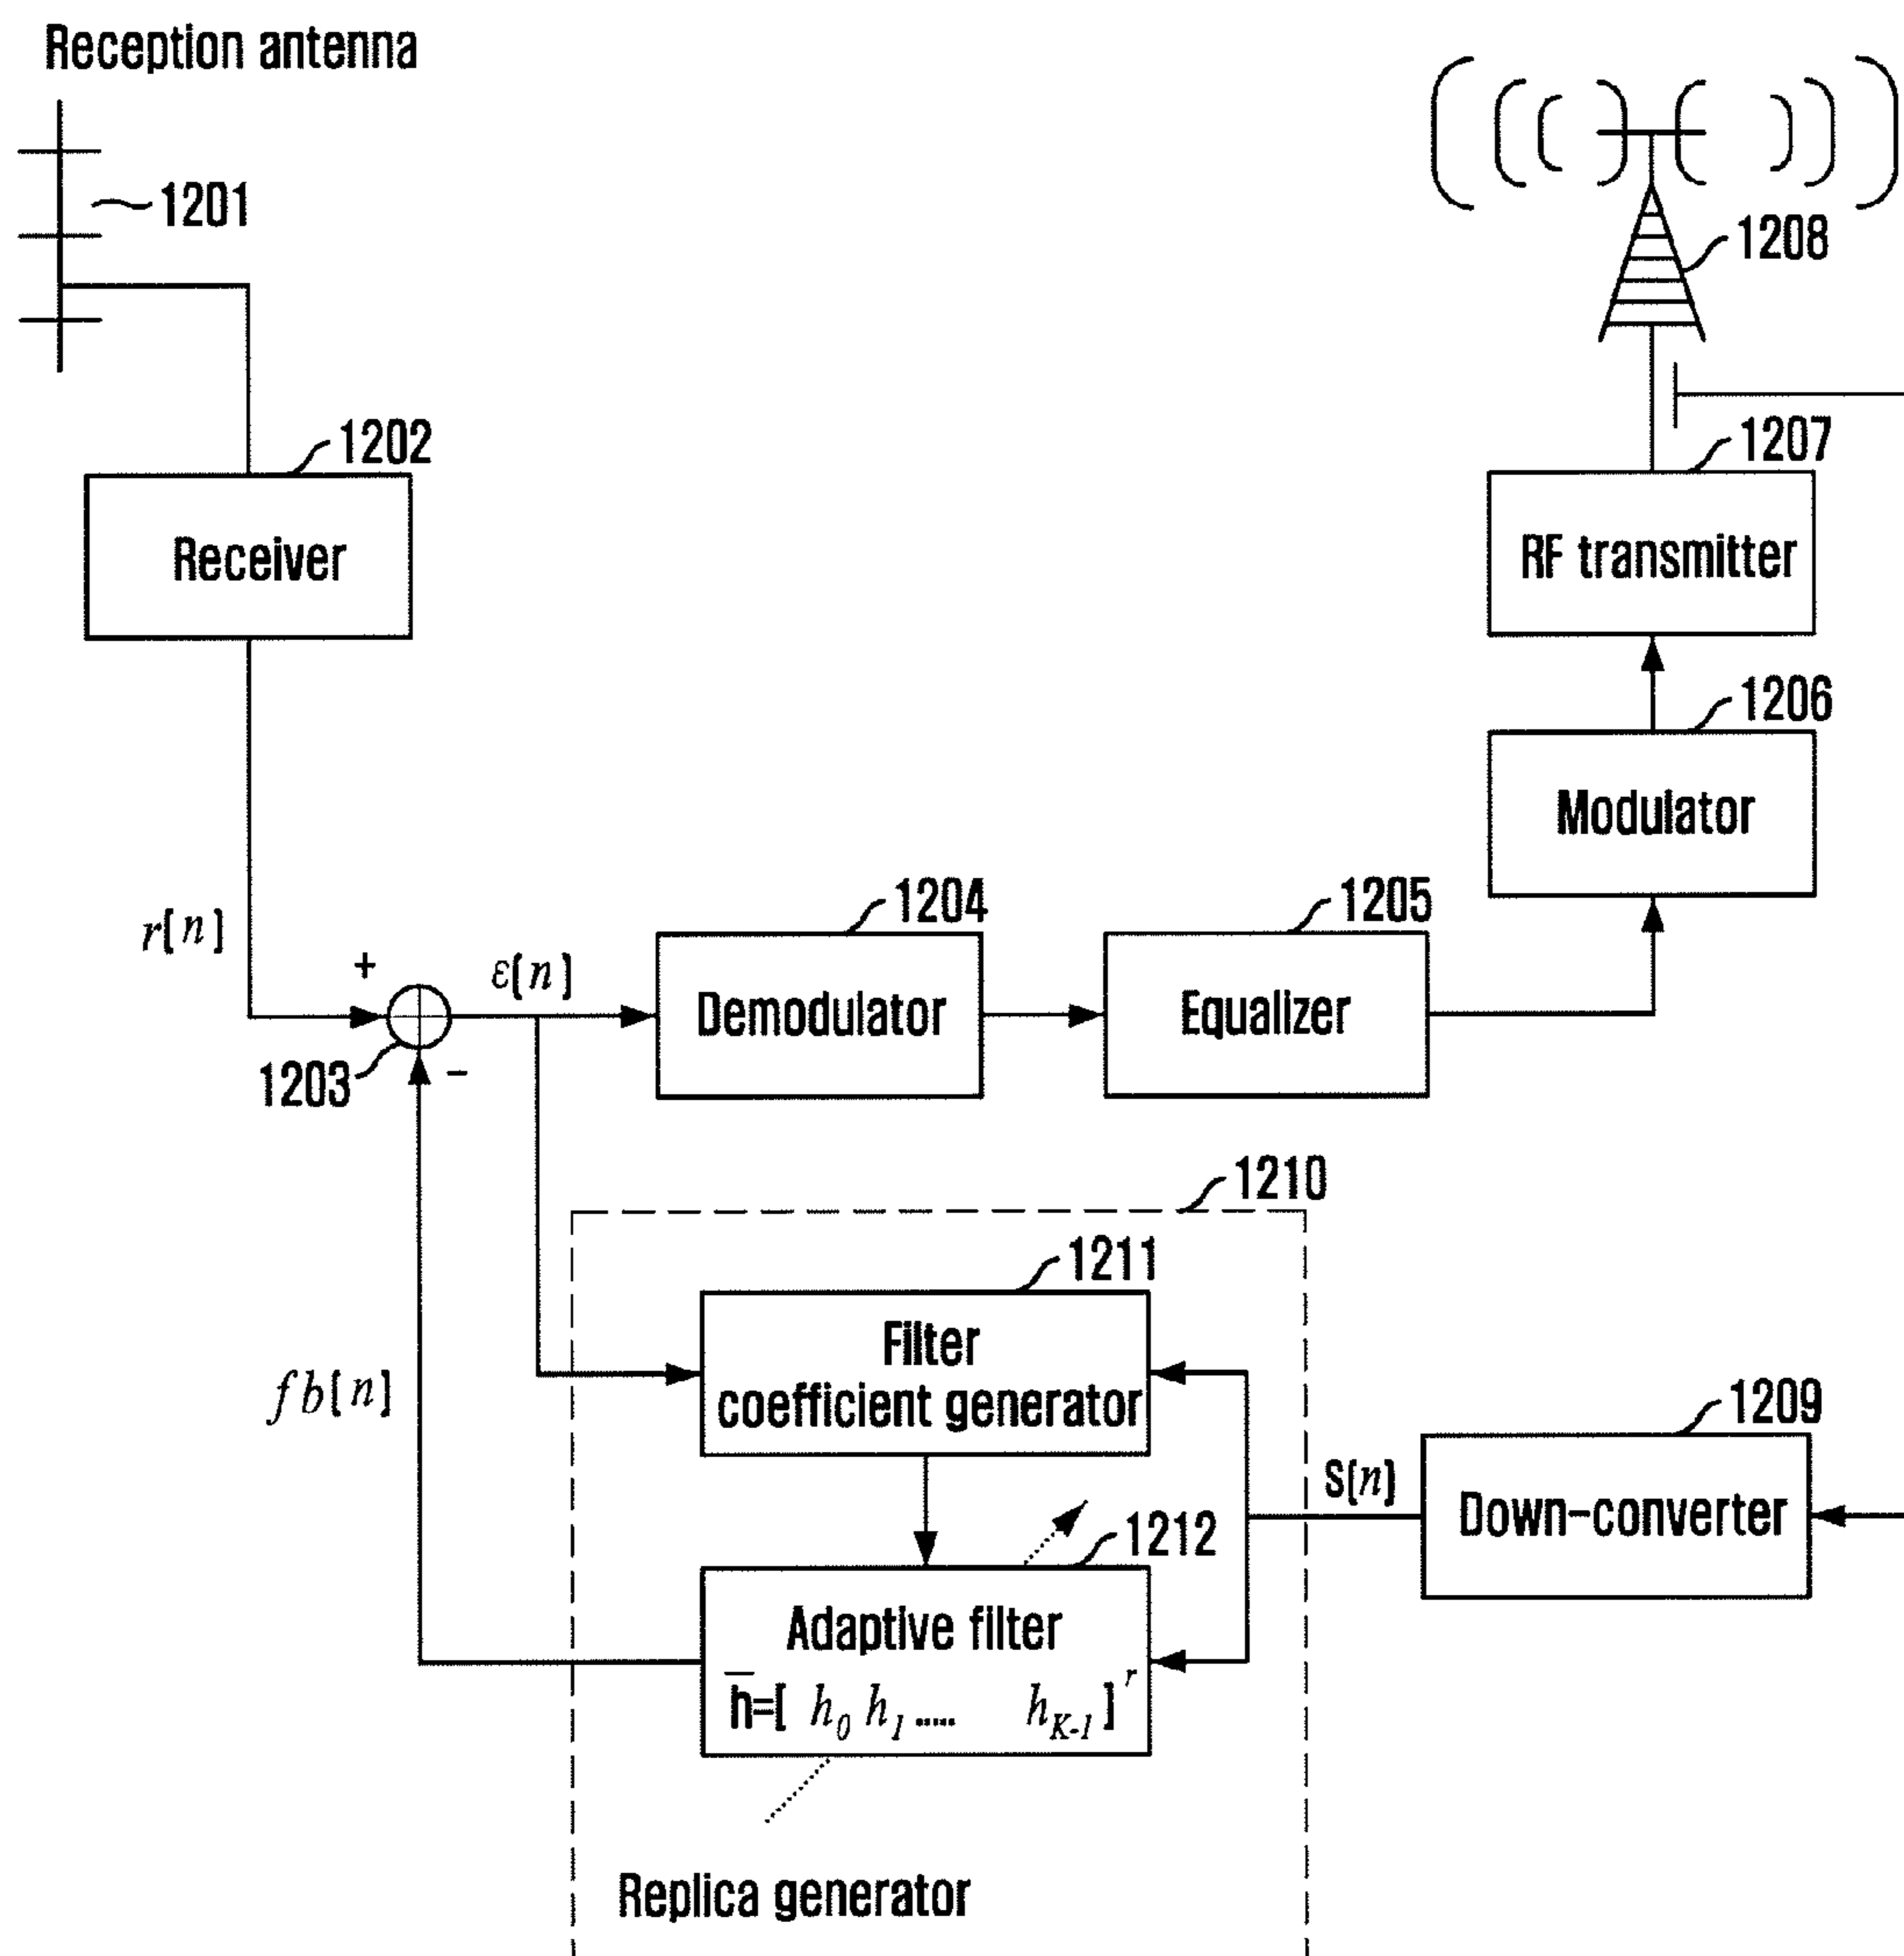 Reception antenna
1201
1208
1202
Receiver
1207
RF transmitter
1206
Modulator
r[n]
+
ε[n]
1204
Demodulator
1205
Equalizer
1203
-
1210
1211
Filter
coefficient generator
fb[n]
1209
Down-converter
S[n]
1212
Adaptive filter
h̅=[ h₀ h₁ ..... h_K-1 ]^r
Replica generator